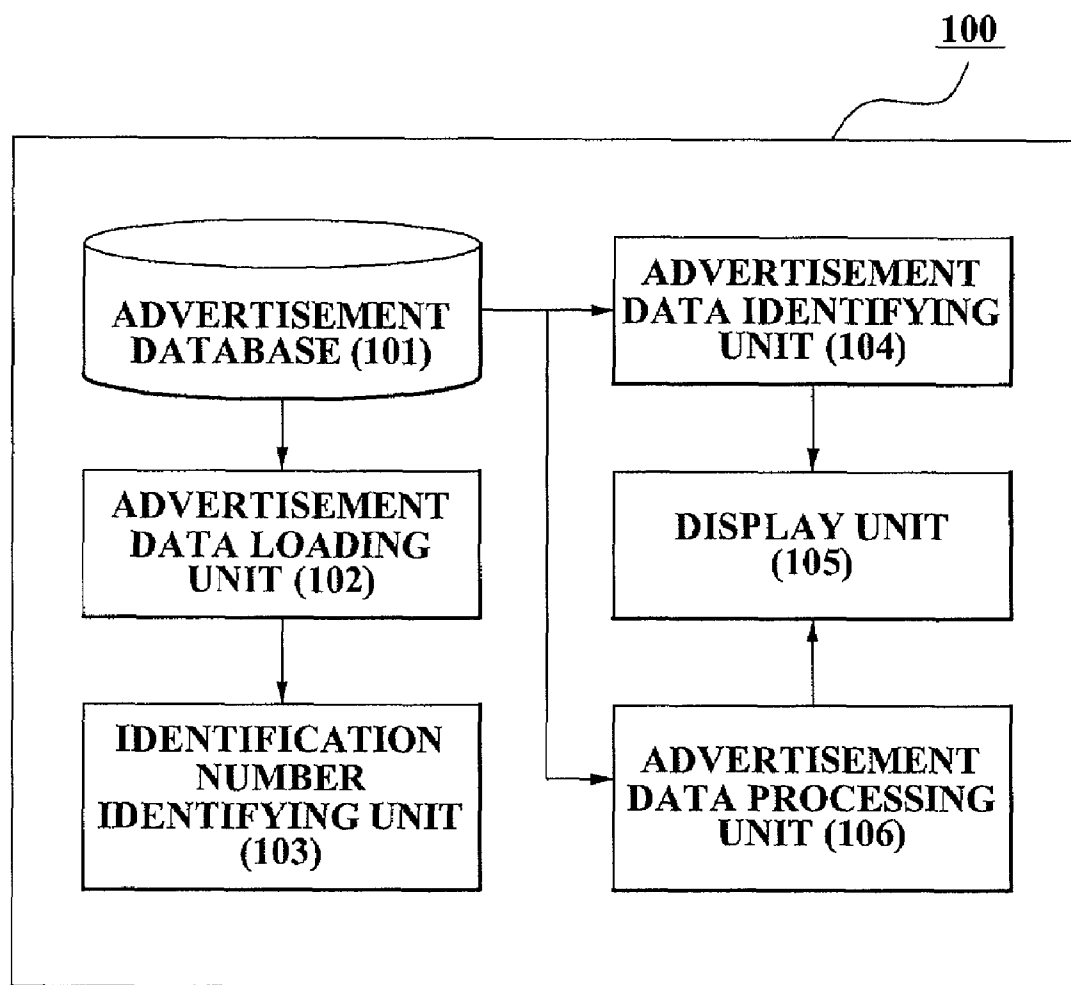 100
ADVERTISEMENT
DATABASE (101)
ADVERTISEMENT
DATA LOADING
UNIT (102)
IDENTIFICATION
NUMBER
IDENTIFYING UNIT
(103)
ADVERTISEMENT
DATA IDENTIFYING
UNIT (104)
DISPLAY UNIT
(105)
ADVERTISEMENT
DATA PROCESSING
UNIT (106)